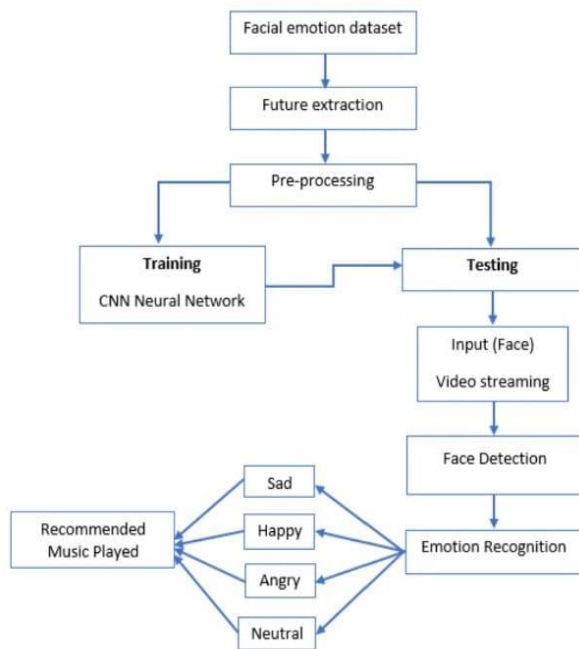 Facial emotion dataset
Future extraction
Pre-processing
Training
CNN Neural Network
Testing
Input (Face)
Video streaming
Face Detection
Emotion Recognition
Sad
Happy
Angry
Neutral
Recommended
Music Played